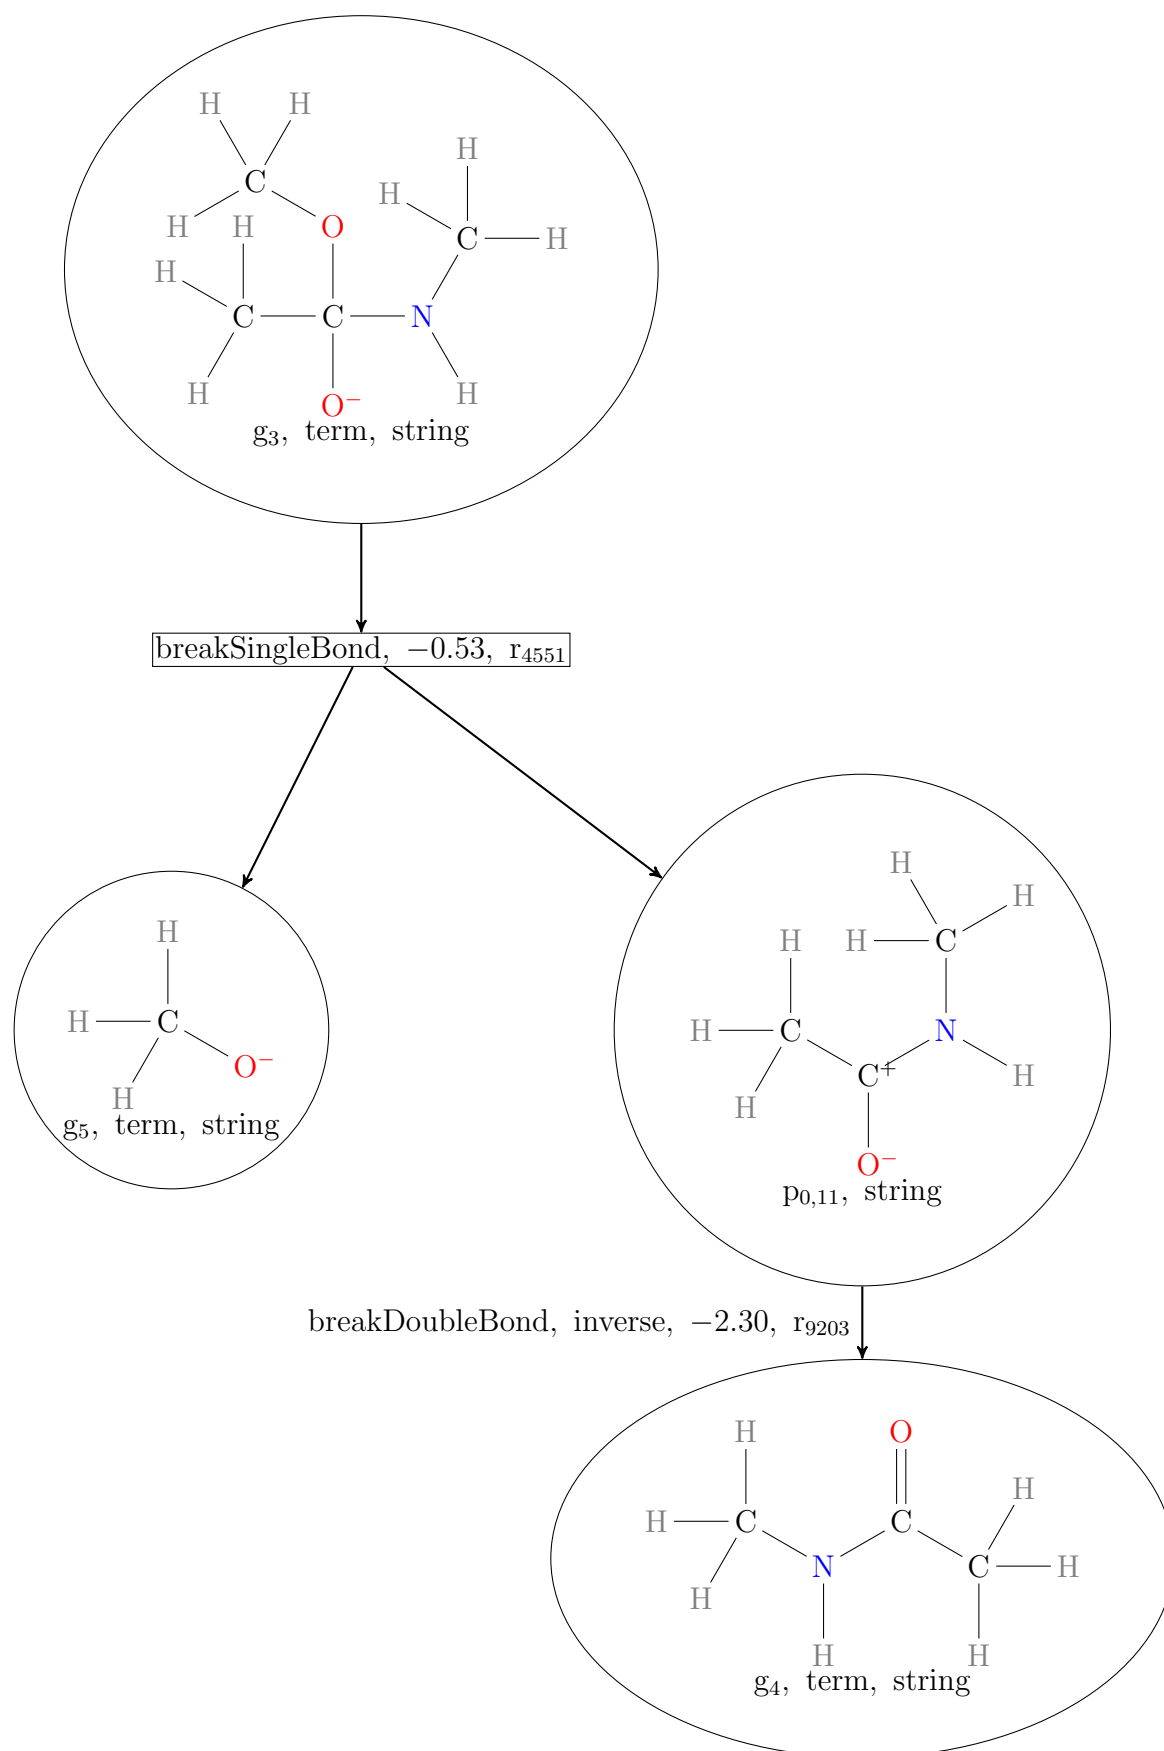 H H
H
C
H
H H
O
C
H
H
C C N
H
H
O−
g3, term, string
breakSingleBond, −0.53, r4551
H
H
H
H
H
H
C
H
C
H
C
N
O−
H
C+
H
H
g5, term, string
H
O−
p0,11, string
breakDoubleBond, inverse, −2.30, r9203
H
O
H
H
C
C
N
C
H
H
H
H
g4, term, string